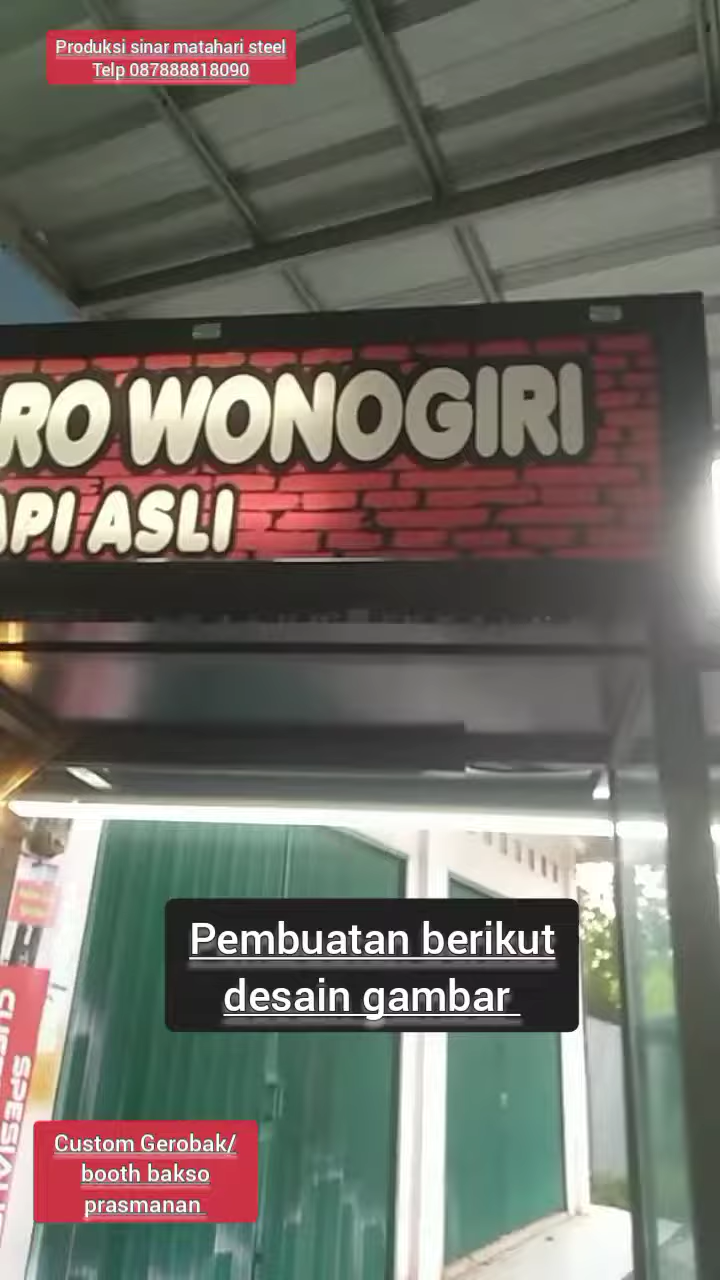 Produksi sinar matahari steel
Telp 087888818090
RO WONOGIRI
API ASLI
Pembuatan berikut
desain gambar
Custom Gerobak/
booth bakso
prasmanan